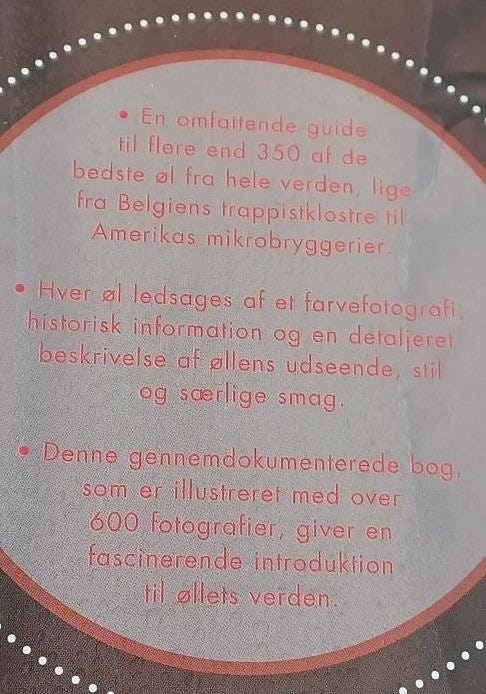 • En omfattende guide
til flere end 350 af de
bedste øl fra hele verden, lige
fra Belgiens trappistklostre til
Amerikas mikrobryggerier.
• Hver øl ledsages af et farvefotografi,
historisk information og en detaljeret
beskrivelse af øllens udseende, stil
og særlige smag.
• Denne gennemdokumenterede bog,
som er illustreret med over
600 fotografier, giver en
fascinerende introduktion
til øllets verden.